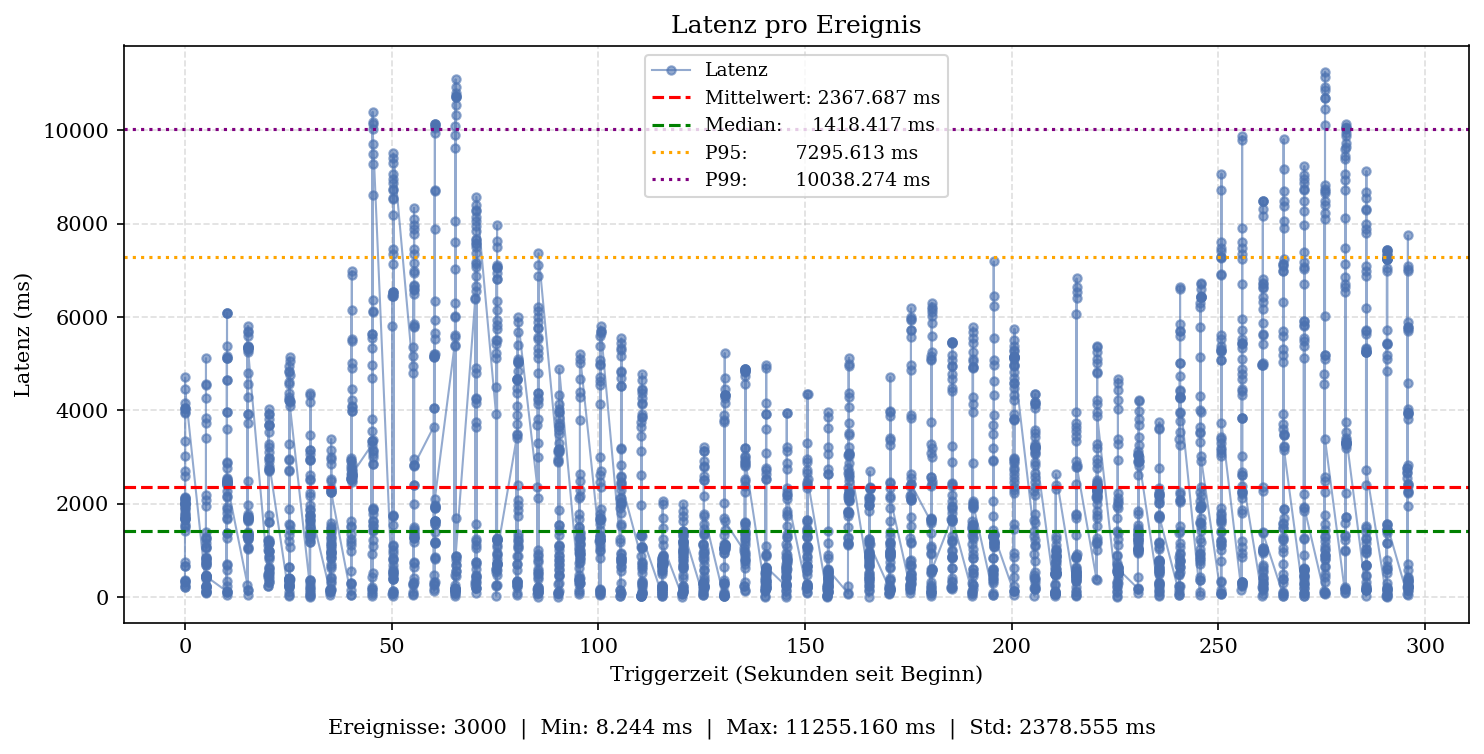 Latenz pro Ereignis
Latenz
Mittelwert: 2367.687 ms
Median: 1418.417 ms
P95: 7295.613 ms
P99: 10038.274 ms
Latenz (ms)
10000
8000
6000
4000
2000
0
0 50 100 150 200 250 300
Triggerzeit (Sekunden seit Beginn)
Ereignisse: 3000 | Min: 8.244 ms | Max: 11255.160 ms | Std: 2378.555 ms